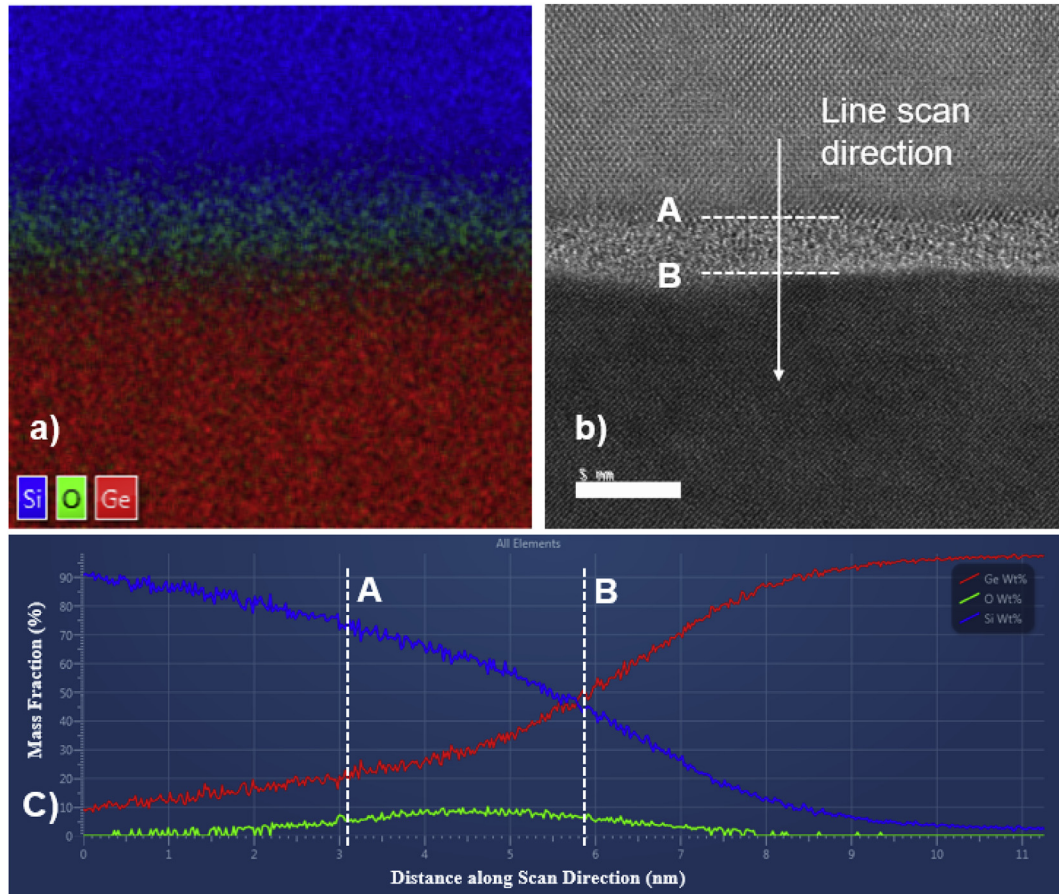 a)
Si O Ge
Line scan
direction
A
B
b)
5 nm
All Elements
A
B
Ge Wt%
O Wt%
Si Wt%
Mass Fraction (%)
90
80
70
60
50
40
30
20
10
0
C)
0 1 2 3 4 5 6 7 8 9 10 11
Distance along Scan Direction (nm)